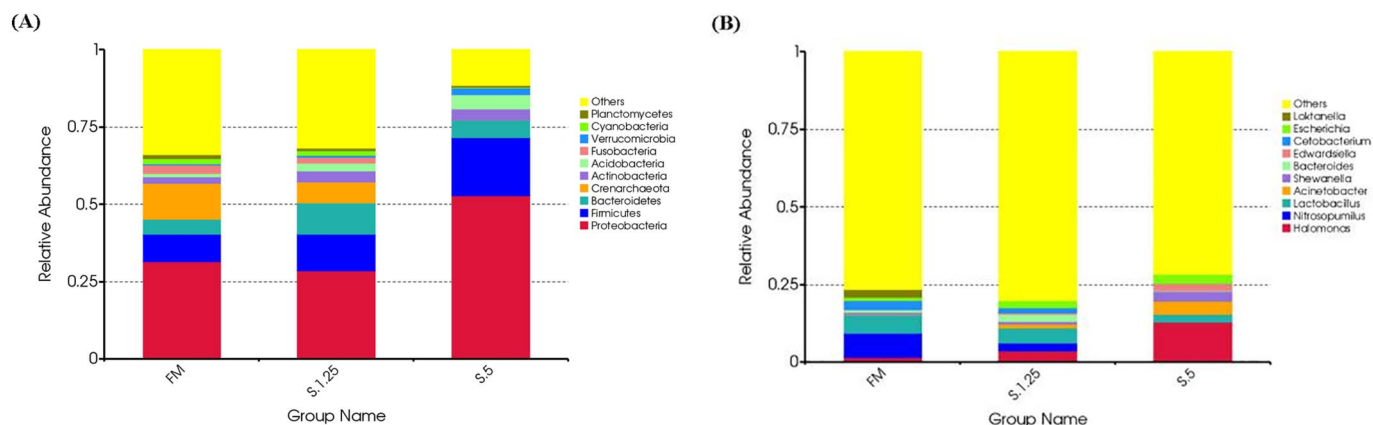 (A)
1
0.75
0.5
0.25
0
Relative Abundance
FM
S.1.25
S.5
Group Name
Others
Planctomycetes
Cyanobacteria
Verrucomicrobia
Fusobacteria
Acidobacteria
Actinobacteria
Crenarchaeota
Bacteroidetes
Firmicutes
Proteobacteria
(B)
1
0.75
0.5
0.25
0
Relative Abundance
FM
S.1.25
S.5
Group Name
Others
Loktanella
Escherichia
Cetobacterium
Edwardsiella
Bacteroides
Shewanella
Acinetobacter
Lactobacillus
Nitrosopumilus
Halomonas